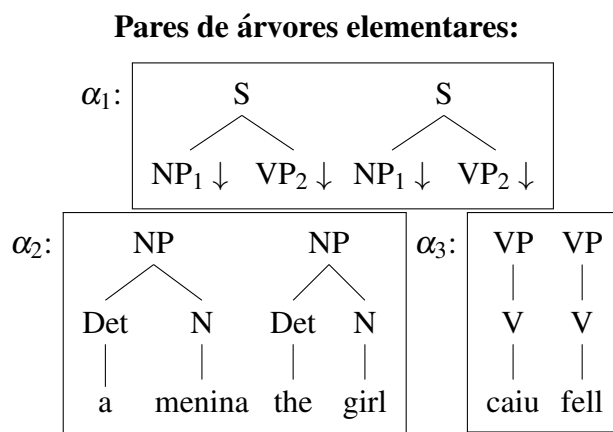 Pares de árvores elementares:
α₁: S S
NP₁ ↓ VP₂ ↓ NP₁ ↓ VP₂ ↓
α₂: NP NP α₃: VP VP
Det N Det N V V
a menina the girl caiu fell